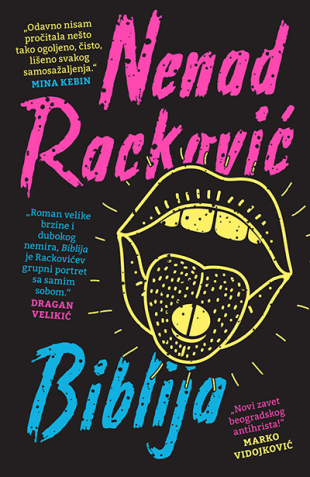 „Odavno nisam
pročitala nešto
tako ogoljeno, čisto,
lišeno svakog
samosažaljenja.“
MINA KEBIN
Nenad
Racković
„Roman velike
brzine i
dubokog
nemira, Biblija
je Rackovićev
grupni portret
sa samim
sobom.“
DRAGAN
VELIKIĆ
Biblija
„Novi zavet
beogradskog
antihrista!“
MARKO
VIDOJKOVIĆ